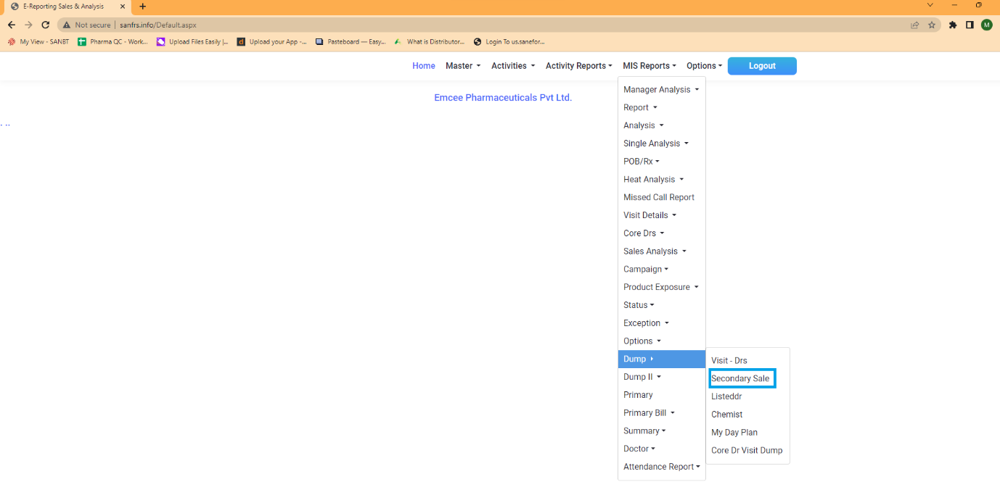 E-Reporting Sales & Analysis
Not secure sanfrs.info/Default.aspx
M
My View - SANBT Pharma QC - Work... Upload Files Easily |... Upload your App -... Pasteboard — Easy... What is Distributor... Login To us.sanefor...
Home Master Activities Activity Reports MIS Reports Options Logout
Emcee Pharmaceuticals Pvt Ltd.
. ..
Manager Analysis
Report
Analysis
Single Analysis
POB/Rx
Heat Analysis
Missed Call Report
Visit Details
Core Drs
Sales Analysis
Campaign
Product Exposure
Status
Exception
Options
Dump
Dump II
Primary
Primary Bill
Summary
Doctor
Attendance Report
Visit - Drs
Secondary Sale
Listeddr
Chemist
My Day Plan
Core Dr Visit Dump